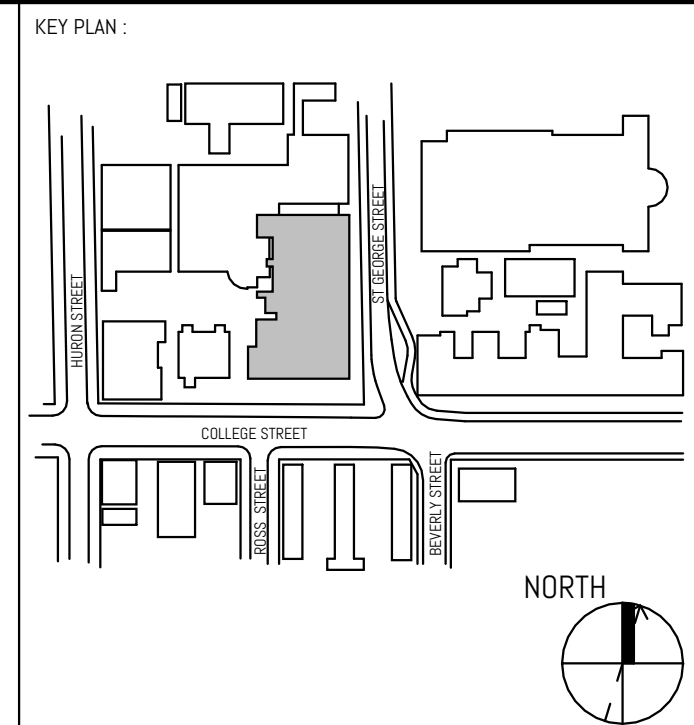 KEY PLAN :
HURON STREET
ST GEORGE STREET
COLLEGE STREET
ROSS STREET
BEVERLY STREET
NORTH